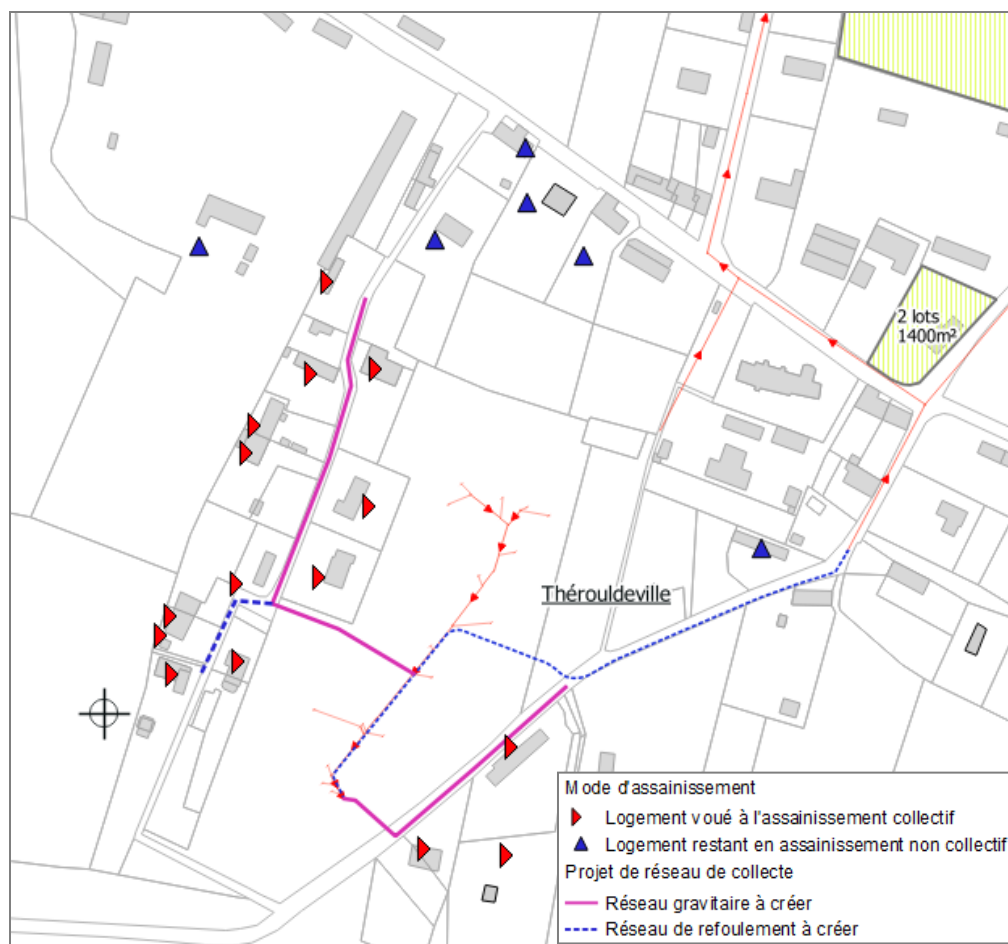 2 lots
1400m²
Thérouldeville
Mode d'assainissement
Logement voué à l'assainissement collectif
Logement restant en assainissement non collectif
Projet de réseau de collecte
Réseau gravitaire à créer
Réseau de refoulement à créer